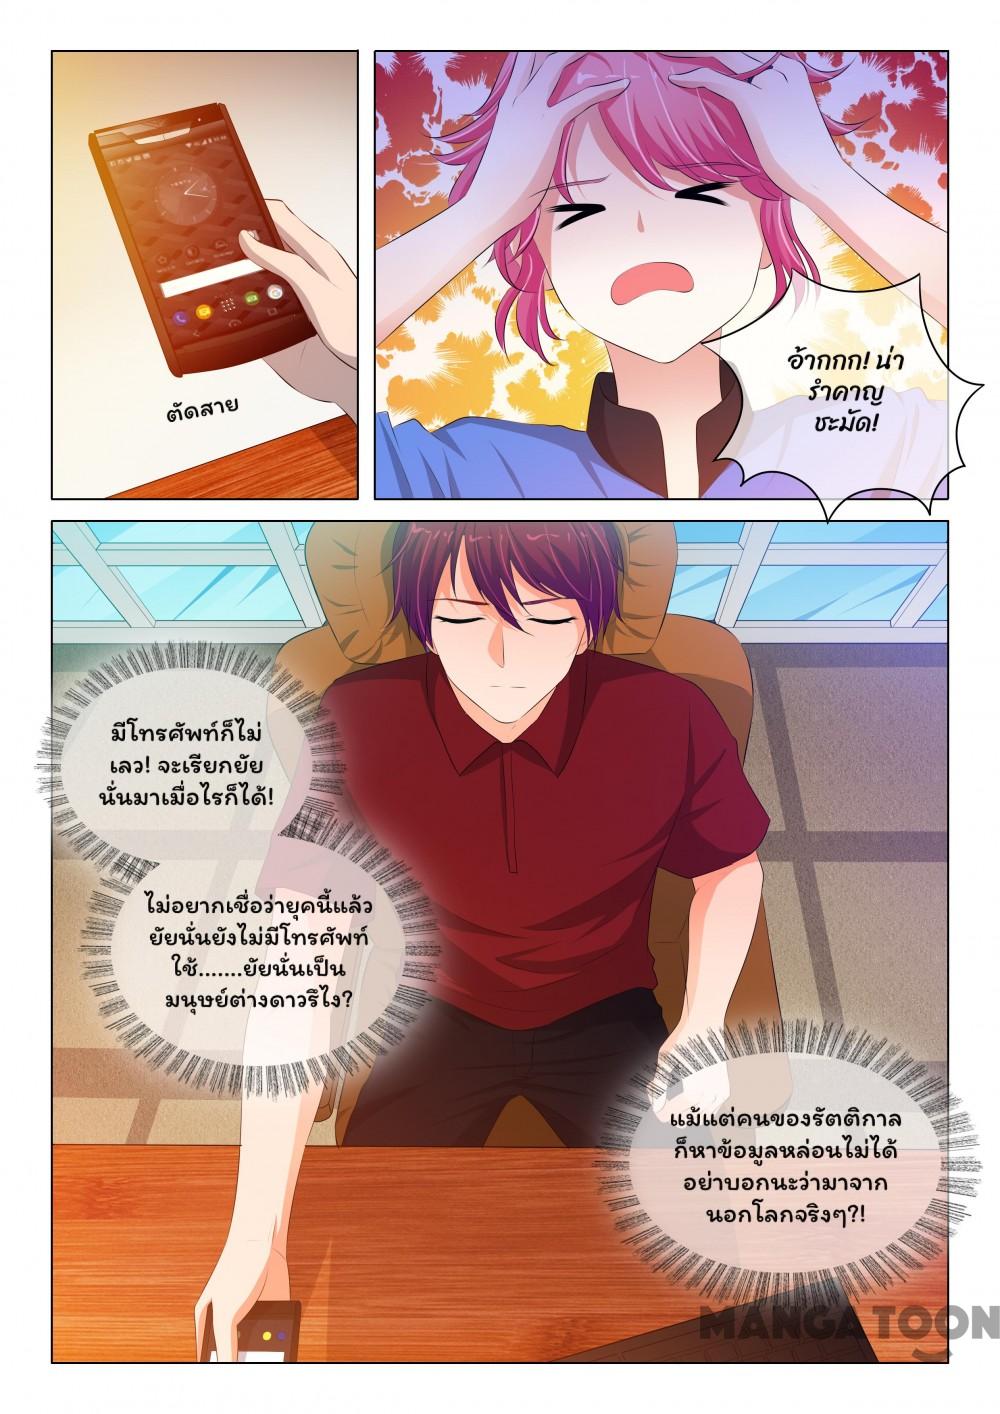 ตัดสาย
อ้ากกก! น่า
รำคาญ
ชะมัด!
มีโทรศัพท์ก็ไม่
เลว! จะเรียกยัย
นั่นมาเมื่อไรก็ได้!
ไม่อยากเชื่อว่ายุคนี้แล้ว
ยัยนั่นยังไม่มีโทรศัพท์
ใช้.......ยัยนั่นเป็น
มนุษย์ต่างดาวรึไง?
แม้แต่คนของรัตติกาล
ก็หาข้อมูลหล่อนไม่ได้
อย่าบอกนะว่ามาจาก
นอกโลกจริงๆ?!
MANGATOON